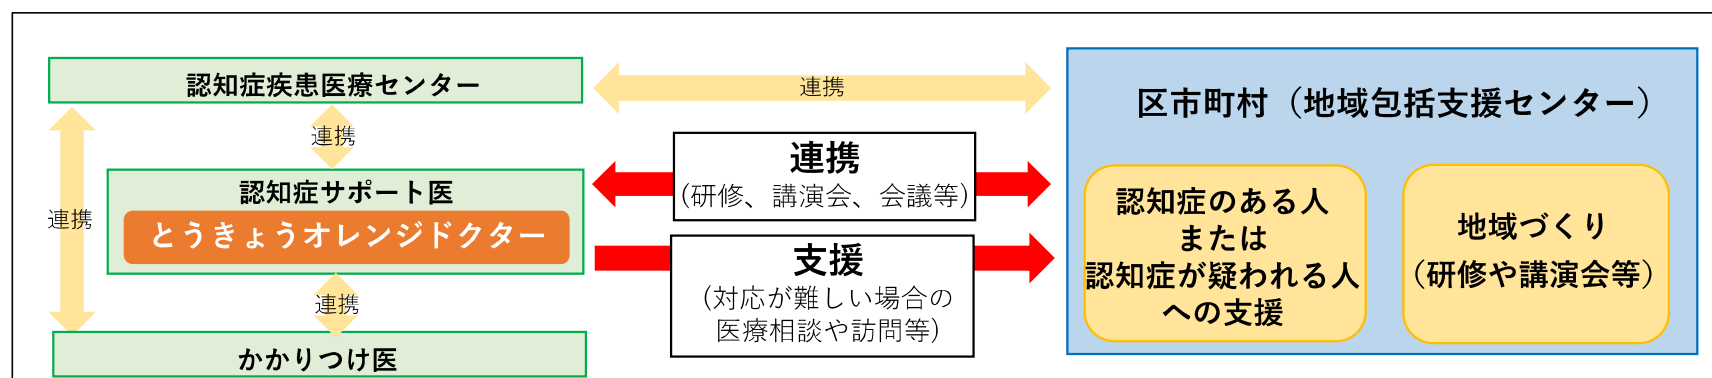 認知症疾患医療センター
連携
区市町村（地域包括支援センター）
連携
連携
（研修、講演会、会議等）
認知症サポート医
とうきょうオレンジドクター
連携
支援
（対応が難しい場合の
医療相談や訪問等）
認知症のある人
または
認知症が疑われる人
への支援
地域づくり
（研修や講演会等）
連携
かかりつけ医